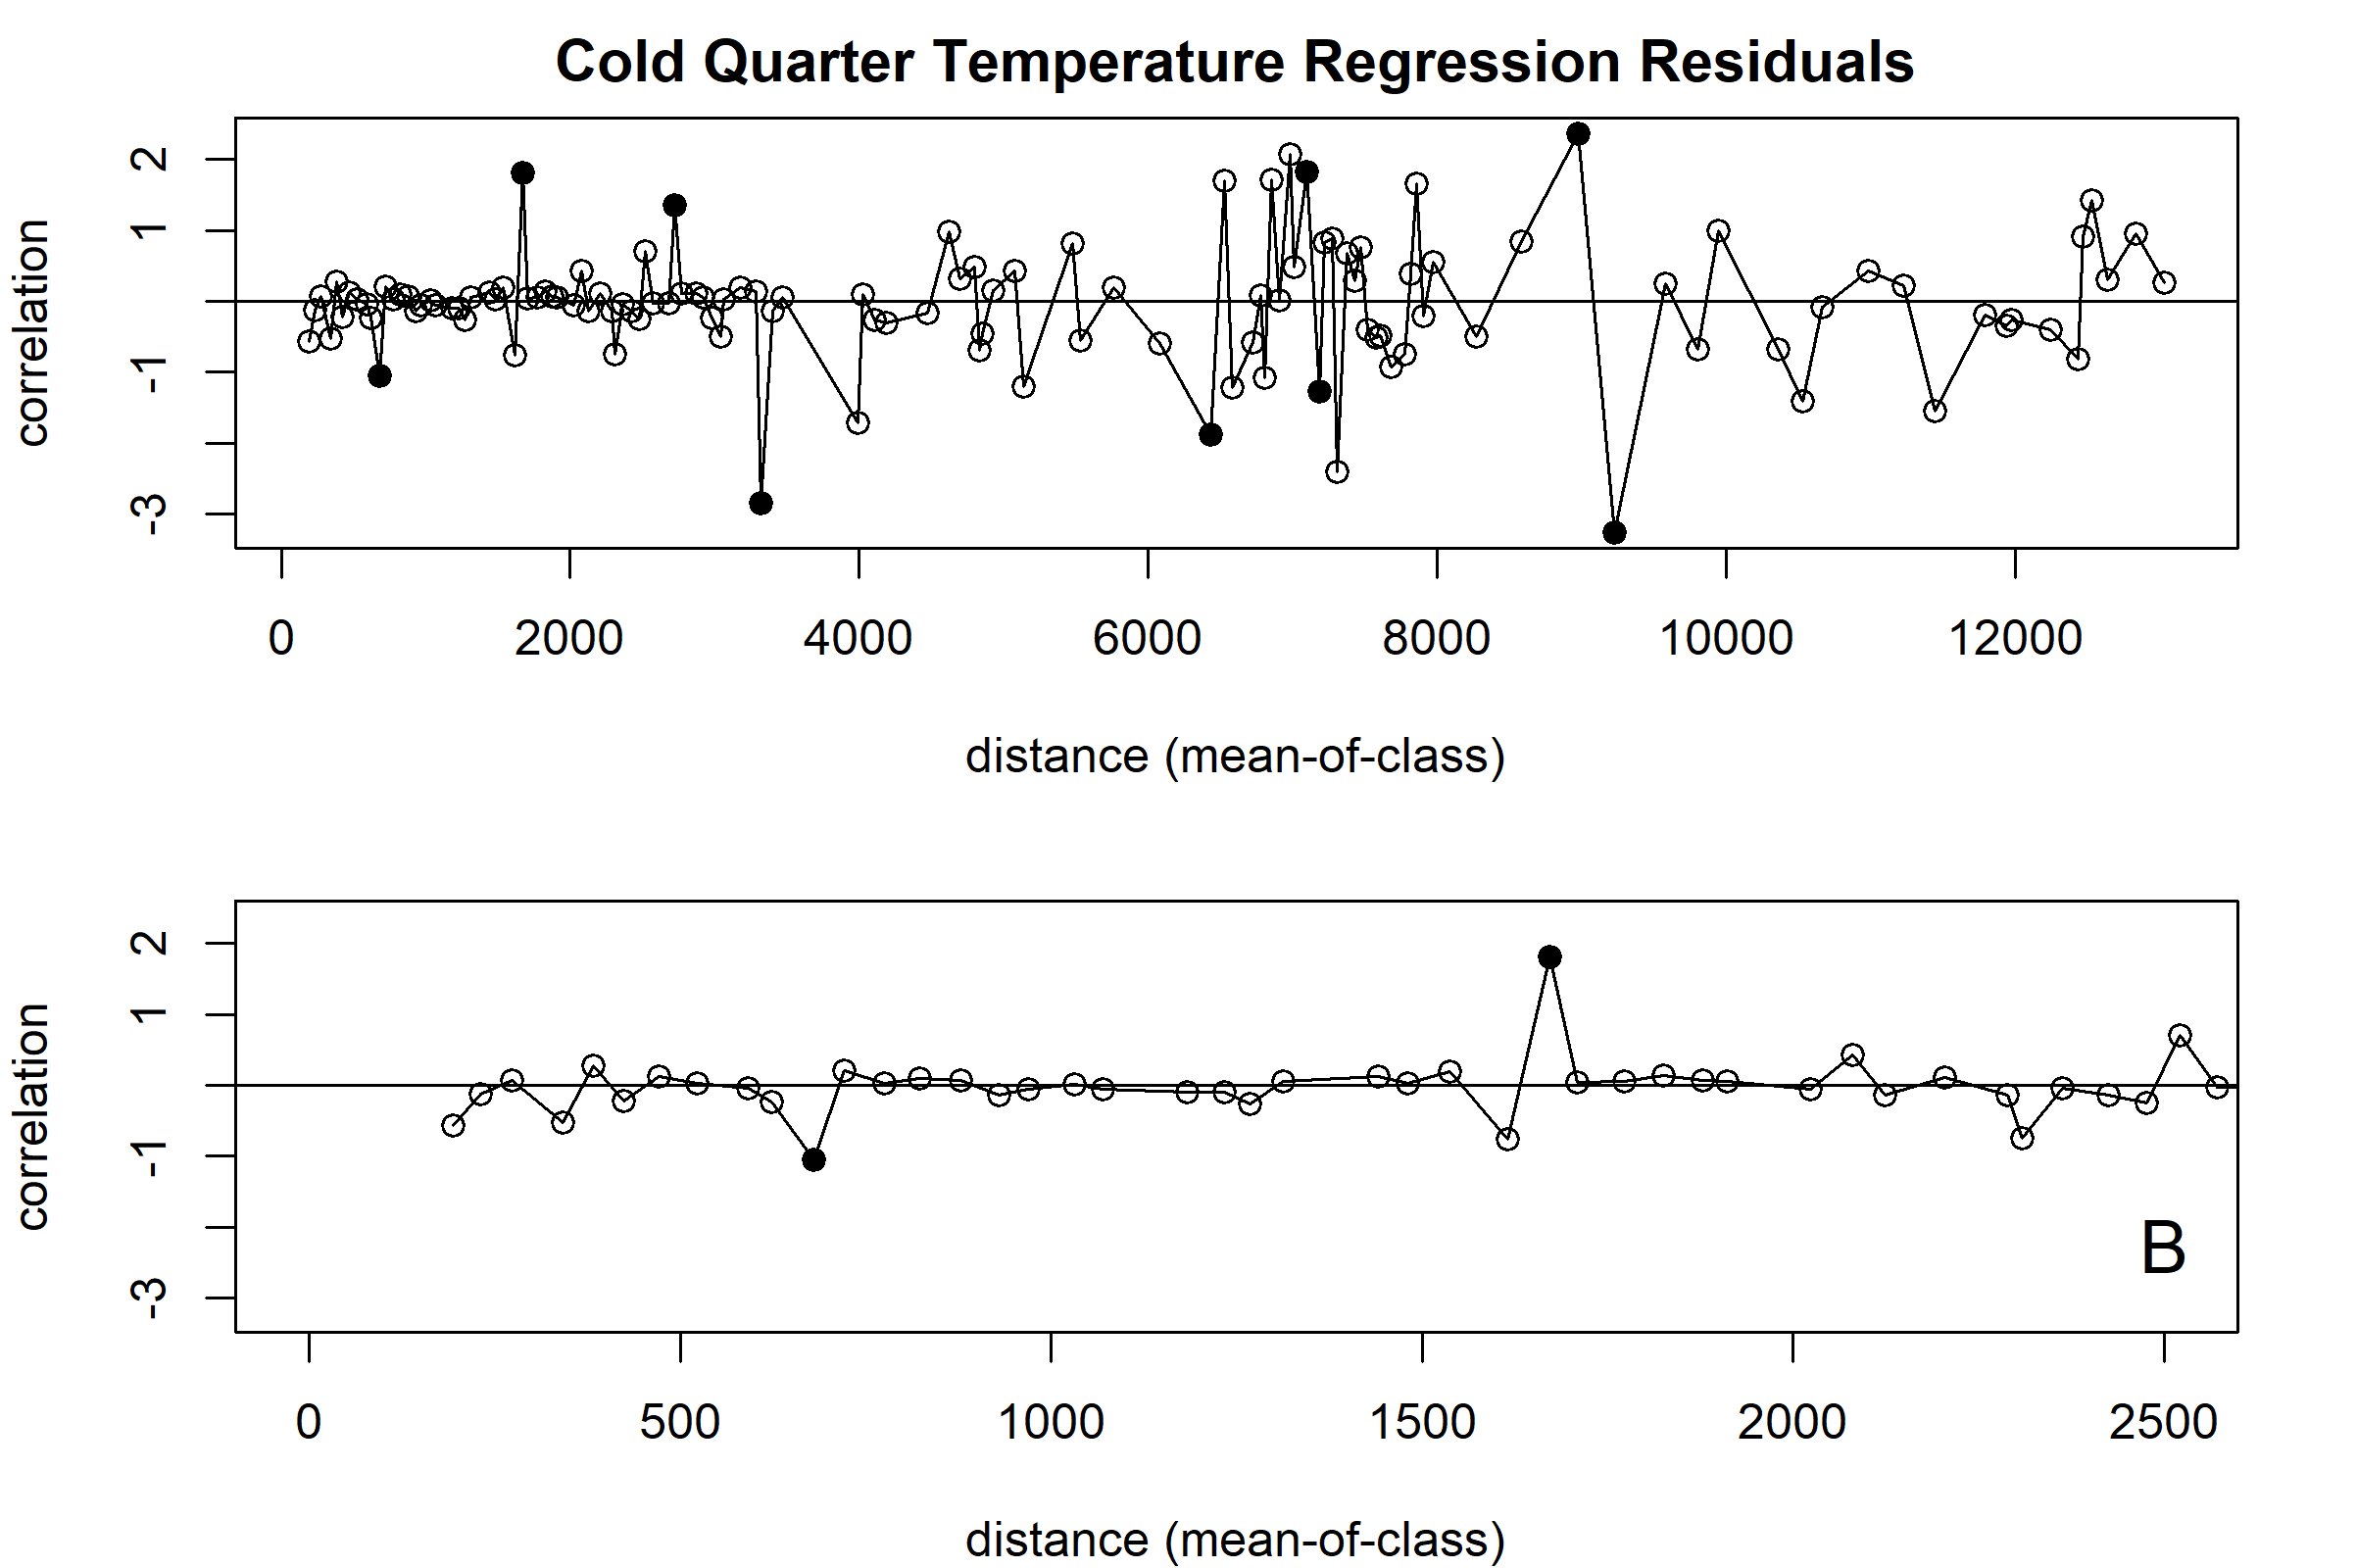 Cold Quarter Temperature Regression Residuals
correlation
2
1
-1
-3
0 2000 4000 6000 8000 10000 12000
distance (mean-of-class)
correlation
2
1
-1
-3
B
0 500 1000 1500 2000 2500
distance (mean-of-class)